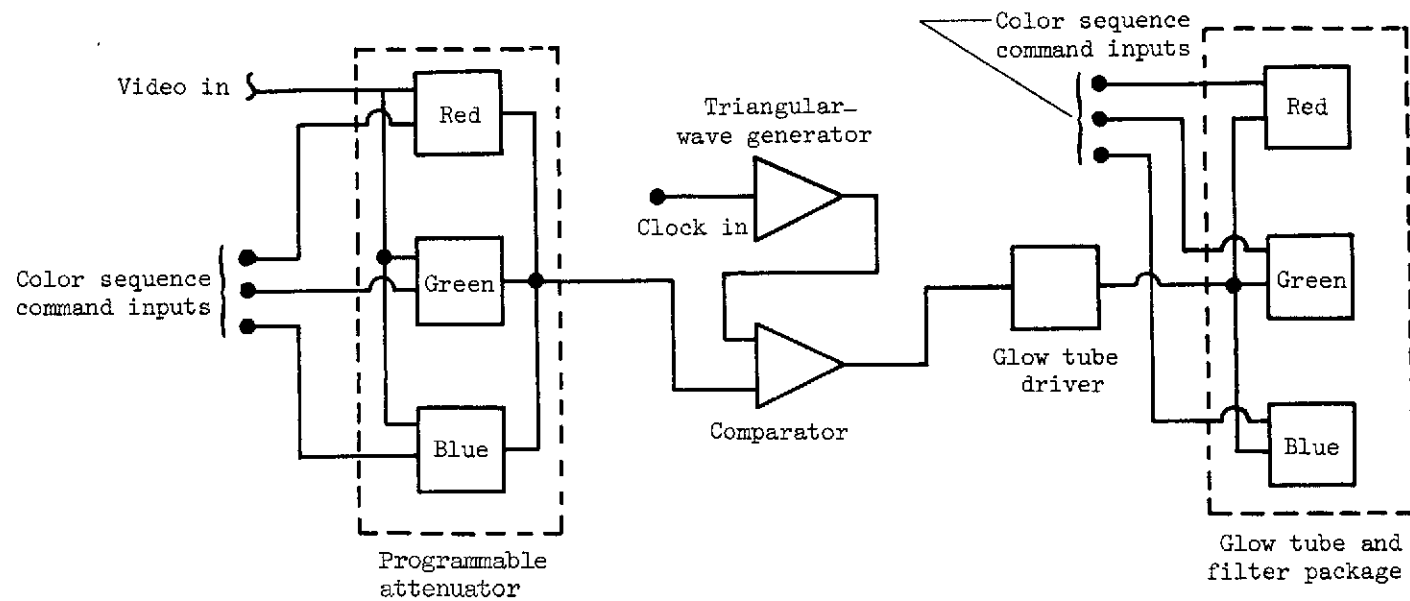 Video in
Red
Color sequence
command inputs
Green
Blue
Programmable
attenuator
Triangular-
wave generator
Clock in
Comparator
Glow tube
driver
Color sequence
command inputs
Red
Green
Blue
Glow tube and
filter package